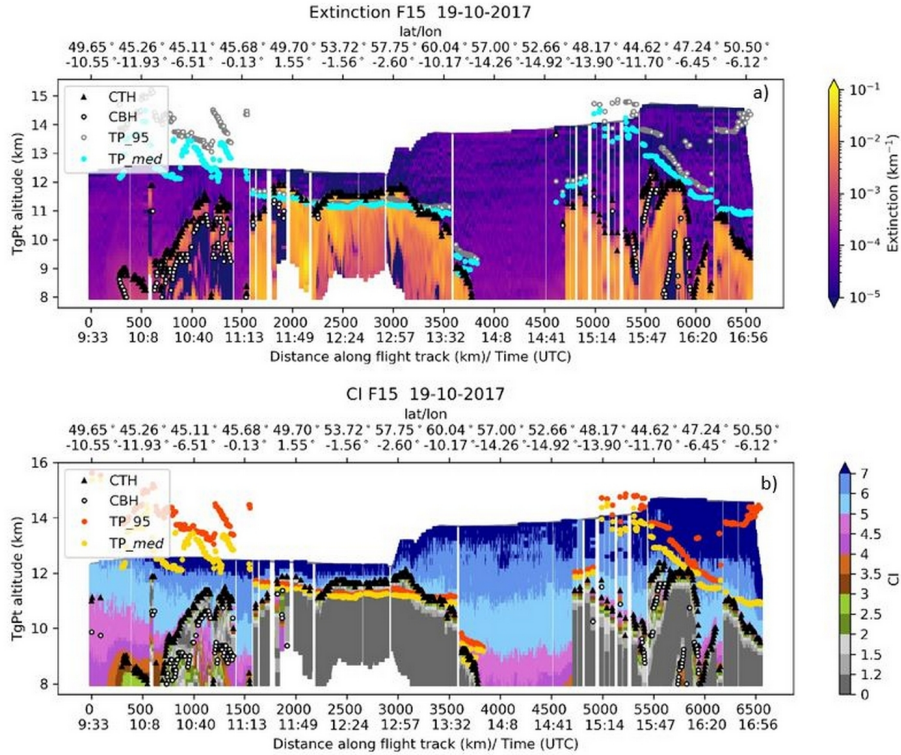 Extinction F15 19-10-2017
lat/lon
49.65° 45.26° 45.11° 45.68° 49.70° 53.72° 57.75° 60.04° 57.00° 52.66° 48.17° 44.62° 47.24° 50.50°
-10.55° -11.93° -6.51° -0.13° 1.55° -1.56° -2.60° -10.17° -14.26° -14.92° -13.90° -11.70° -6.45° -6.12°
a)
CTH
CBH
TP_95
TP_med
15
14
13
12
11
10
9
8
TgPt altitude (km)
0 500 1000 1500 2000 2500 3000 3500 4000 4500 5000 5500 6000 6500
9:33 10:8 10:40 11:13 11:49 12:24 12:57 13:32 14:8 14:41 15:14 15:47 16:20 16:56
Distance along flight track (km)/ Time (UTC)
10⁻¹
10⁻²
10⁻³
10⁻⁴
10⁻⁵
Extinction (km⁻¹)
CI F15 19-10-2017
lat/lon
49.65° 45.26° 45.11° 45.68° 49.70° 53.72° 57.75° 60.04° 57.00° 52.66° 48.17° 44.62° 47.24° 50.50°
-10.55° -11.93° -6.51° -0.13° 1.55° -1.56° -2.60° -10.17° -14.26° -14.92° -13.90° -11.70° -6.45° -6.12°
b)
CTH
CBH
TP_95
TP_med
16
14
12
10
8
TgPt altitude (km)
0 500 1000 1500 2000 2500 3000 3500 4000 4500 5000 5500 6000 6500
9:33 10:8 10:40 11:13 11:49 12:24 12:57 13:32 14:8 14:41 15:14 15:47 16:20 16:56
Distance along flight track (km)/ Time (UTC)
7
6
5
4
3.5
3
2.5
2
1.5
1.2
0
CI